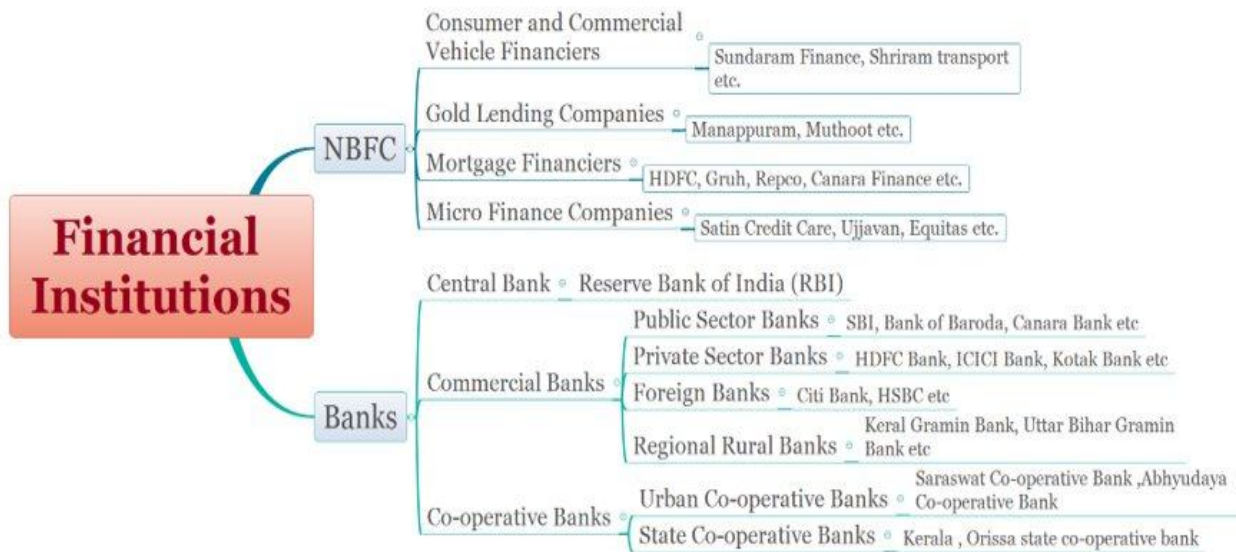 Financial
Institutions
NBFC
Consumer and Commercial
Vehicle Financiers
Sundaram Finance, Shriram transport
etc.
Gold Lending Companies
Manappuram, Muthoot etc.
Mortgage Financiers
HDFC, Gruh, Repco, Canara Finance etc.
Micro Finance Companies
Satin Credit Care, Ujjavan, Equitas etc.
Banks
Central Bank
Reserve Bank of India (RBI)
Commercial Banks
Public Sector Banks
SBI, Bank of Baroda, Canara Bank etc
Private Sector Banks
HDFC Bank, ICICI Bank, Kotak Bank etc
Foreign Banks
Citi Bank, HSBC etc
Regional Rural Banks
Keral Gramin Bank, Uttar Bihar Gramin
Bank etc
Co-operative Banks
Urban Co-operative Banks
Saraswat Co-operative Bank ,Abhyudaya
Co-operative Bank
State Co-operative Banks
Kerala , Orissa state co-operative bank